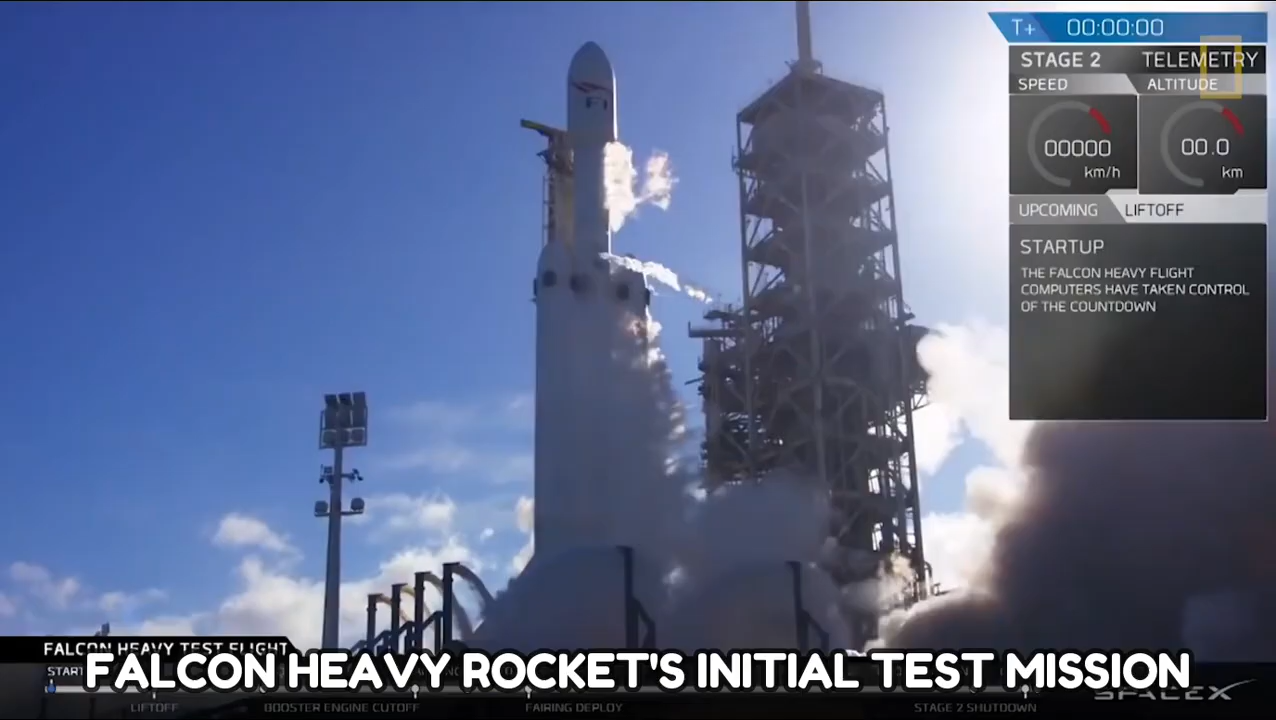 T+ 00:00:00
STAGE 2 TELEMETRY
SPEED ALTITUDE
00000 km/h
00.0 km
UPCOMING LIFTOFF
STARTUP
THE FALCON HEAVY FLIGHT
COMPUTERS HAVE TAKEN CONTROL
OF THE COUNTDOWN
FALCON HEAVY TEST FLIGHT
FALCON HEAVY ROCKET'S INITIAL TEST MISSION
SPACEX
LIFTOFF BOOSTER ENGINE CUTOFF FAIRING DEPLOY STAGE 2 SHUTDOWN